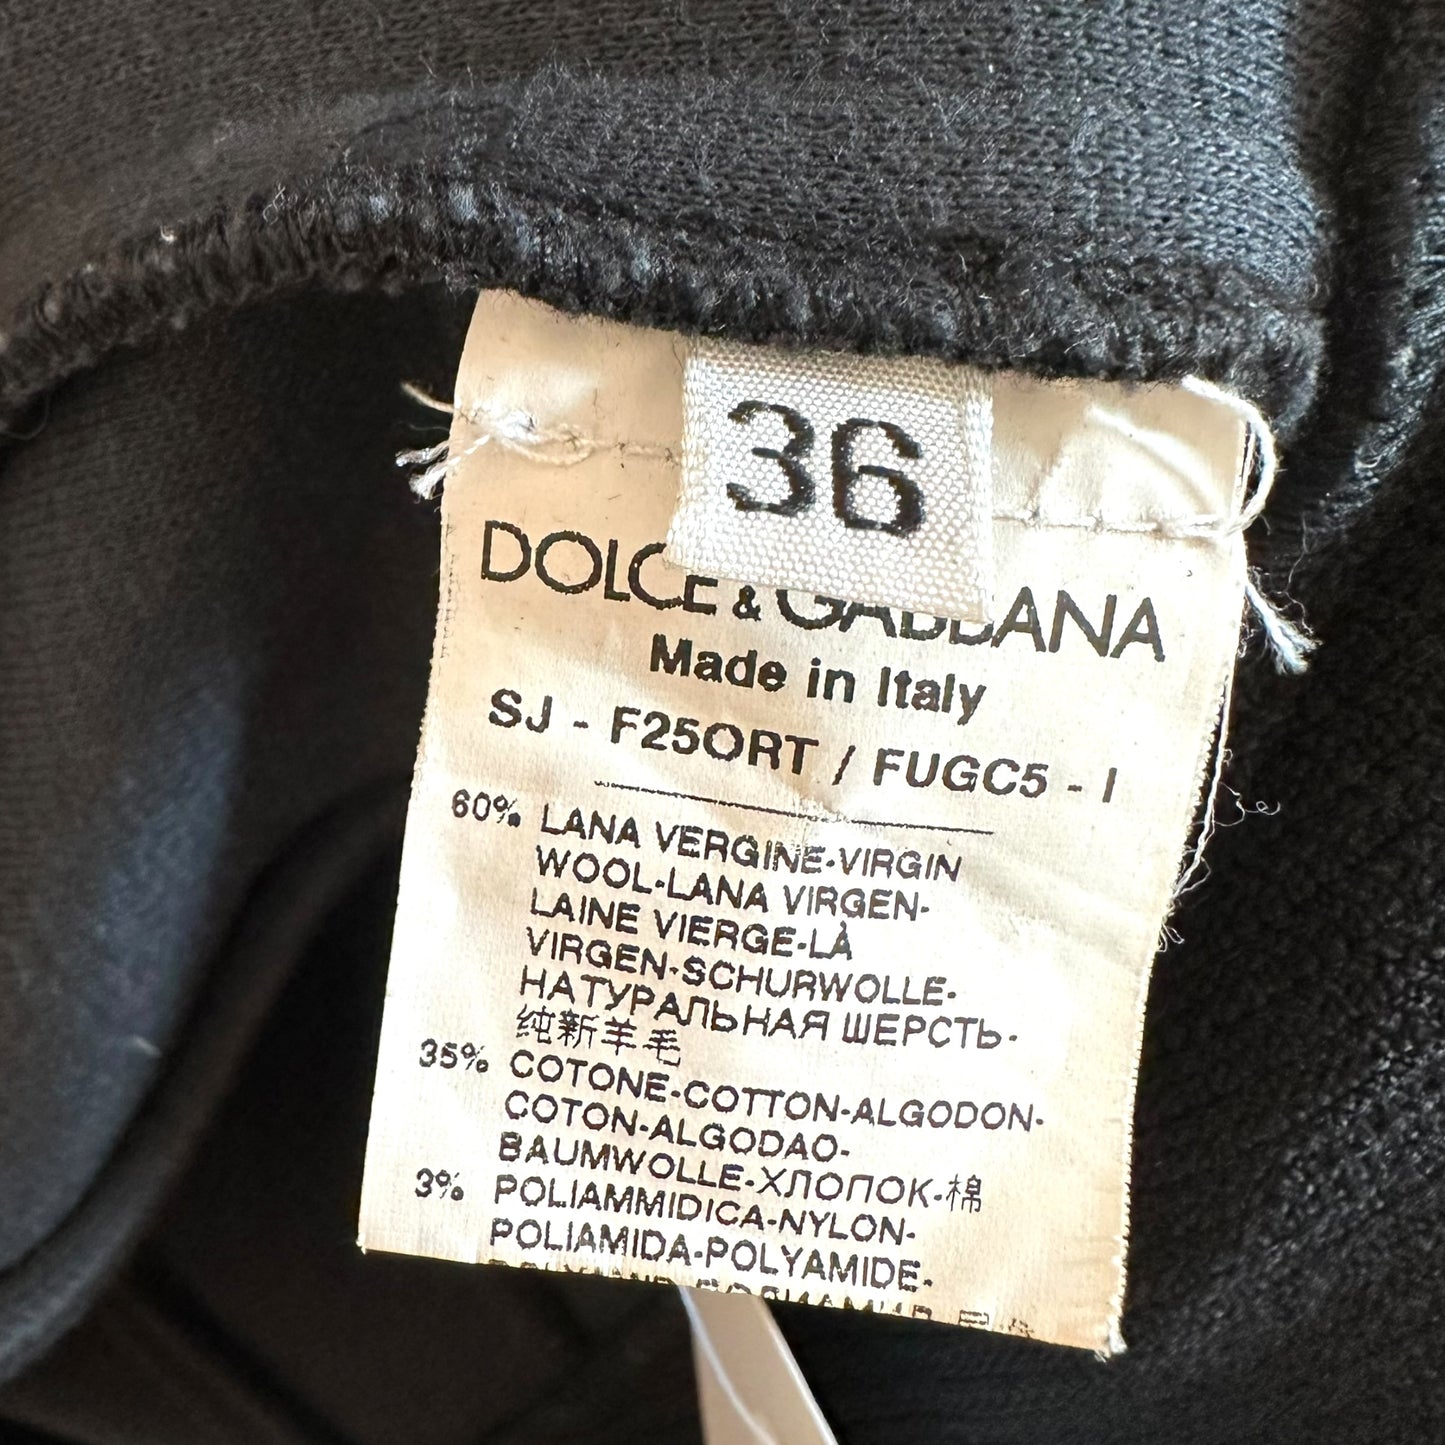 36
DOLCE & GABBANA
Made in Italy
SJ - F25ORT / FUGC5 - I
60% LANA VERGINE-VIRGIN
WOOL-LANA VIRGEN-
LAINE VIERGE-LÀ
VIRGEN-SCHURWOLLE-
НАТУРАЛЬНАЯ ШЕРСТЬ-
纯新羊毛
35% COTONE-COTTON-ALGODON-
COTON-ALGODAO-
BAUMWOLLE-ХЛОПОК-棉
3% POLIAMMIDICA-NYLON-
POLIAMIDA-POLYAMIDE-